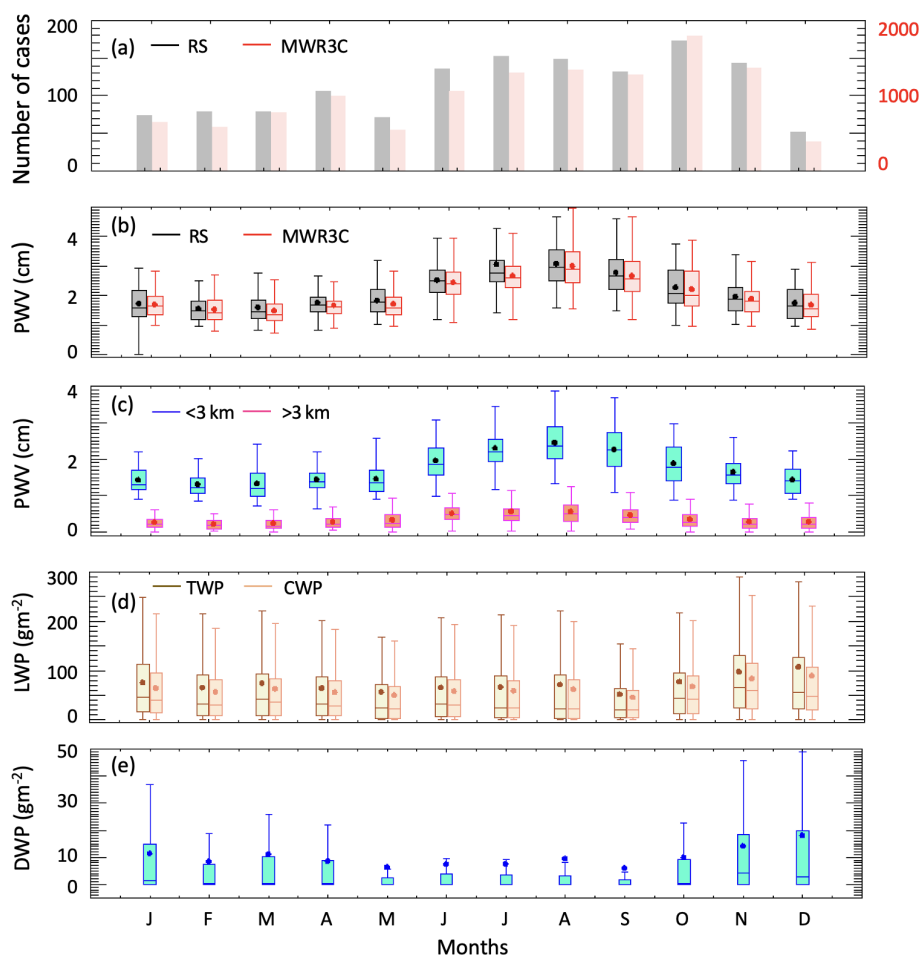 (a) RS MWR3C
Number of cases
200
100
0
2000
1000
0
(b) RS MWR3C
PWV (cm)
4
2
0
(c) <3 km >3 km
PWV (cm)
4
2
0
(d) TWP CWP
LWP (gm-2)
300
200
100
0
(e)
DWP (gm-2)
50
30
10
0
J F M A M J J A S O N D
Months